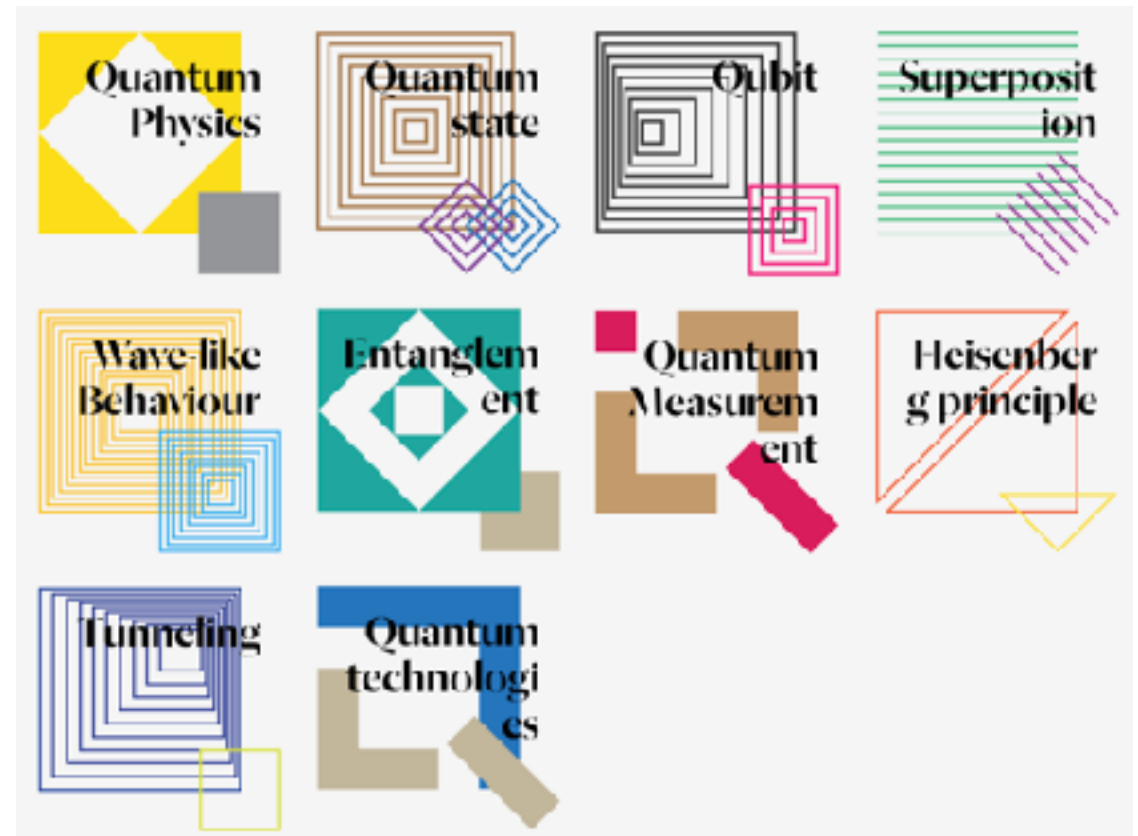 Quantum
Physics
Quantum
state
Qubit
Superposit
ion
Wave-like
Behaviour
Entanglem
ent
Quantum
Measurem
ent
Heisenber
g principle
Tunneling
Quantum
technologi
es